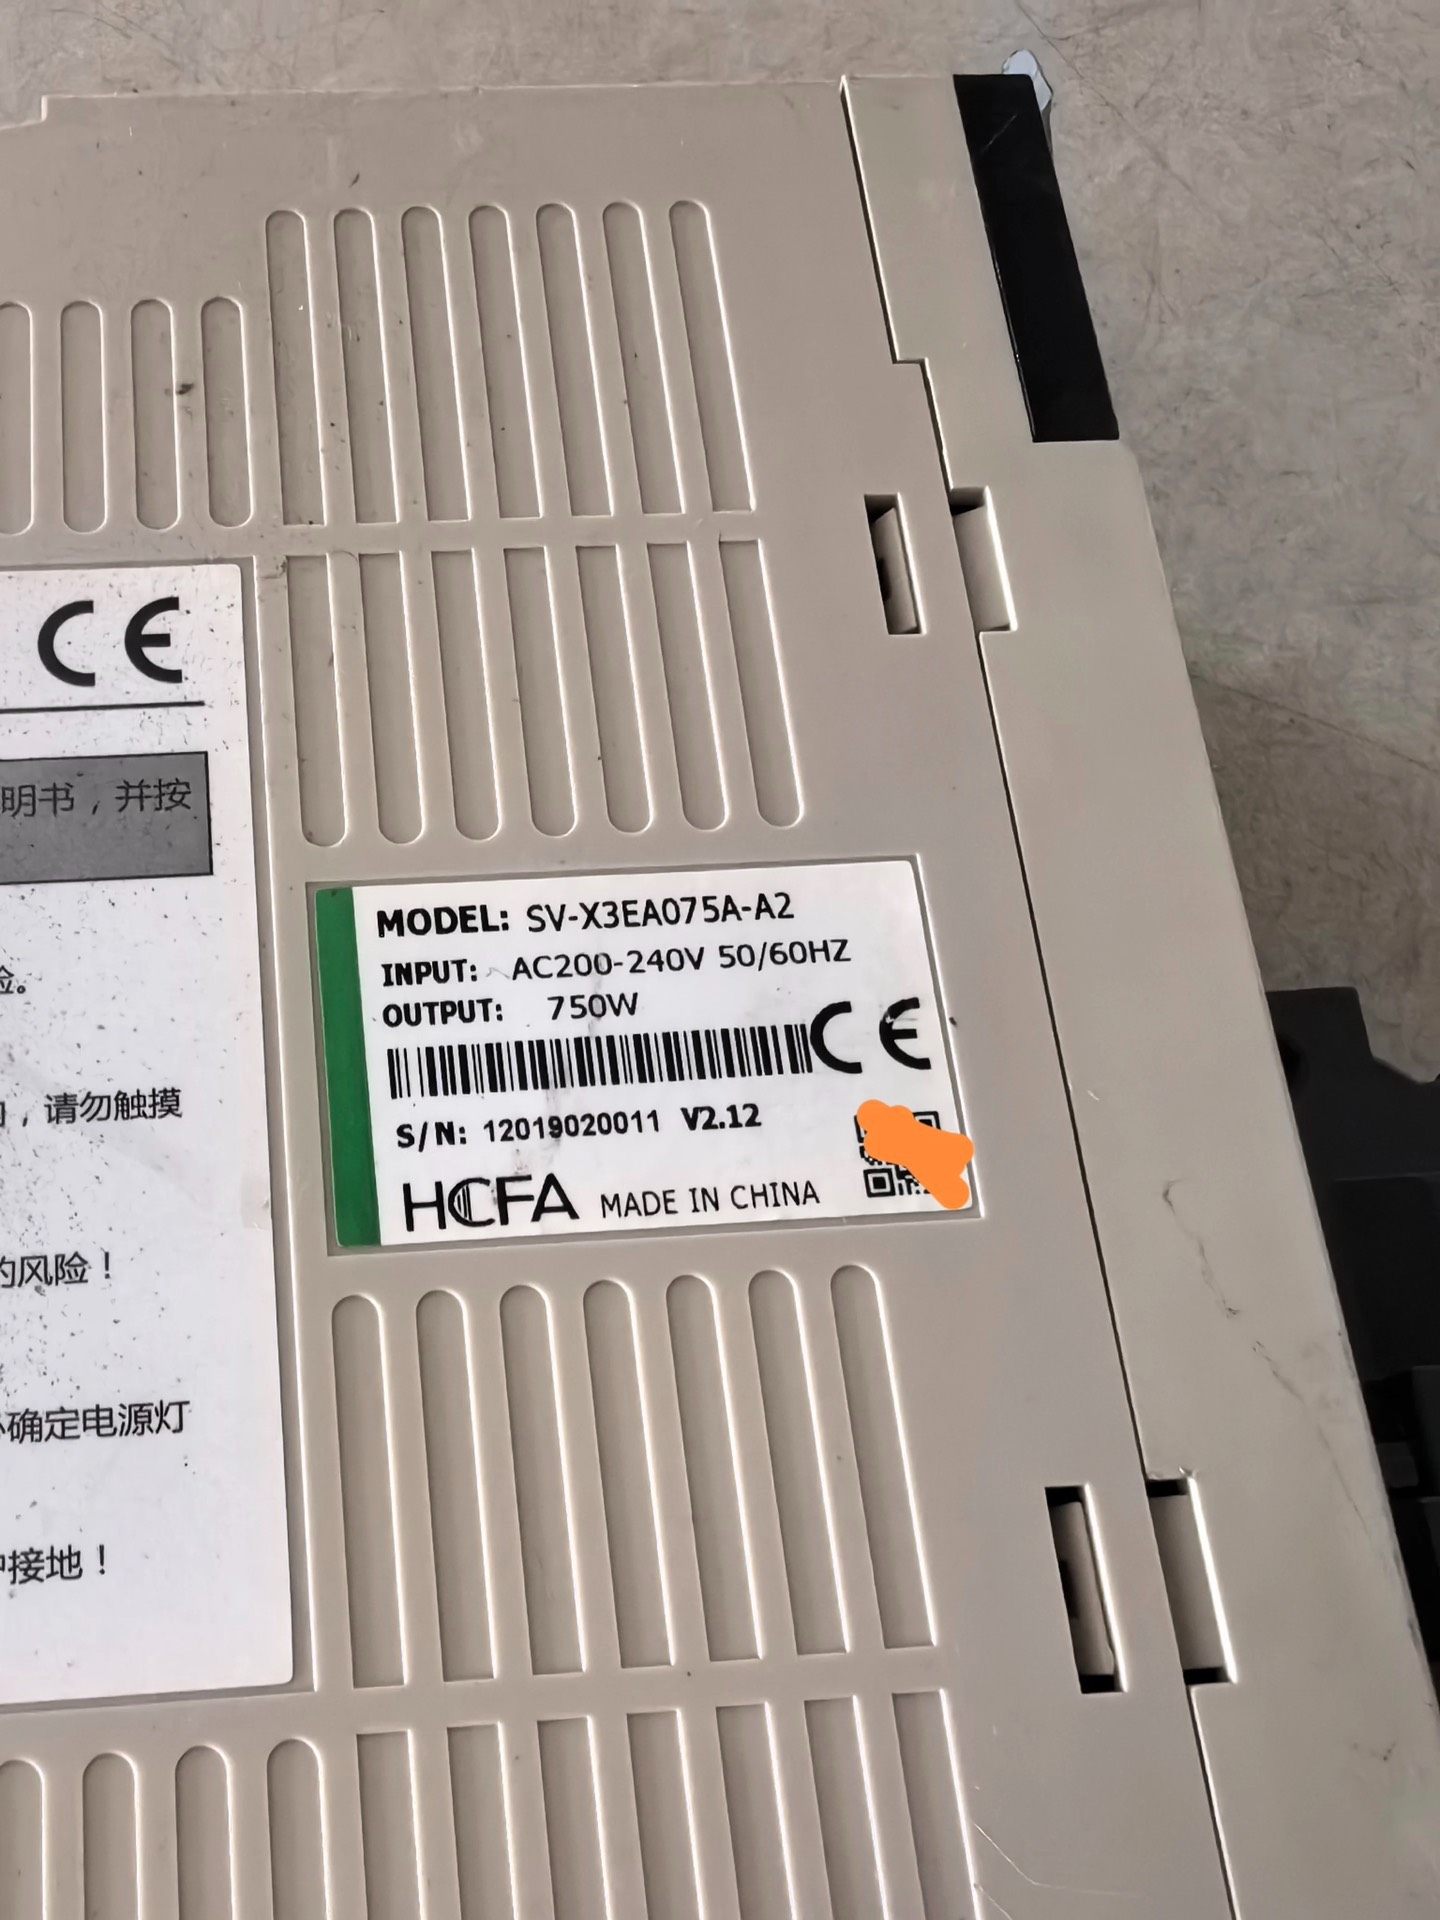 CE
明书，并按
险。
，请勿触摸
的风险！
确定电源灯
接地！
MODEL: SV-X3EA075A-A2
INPUT: AC200-240V 50/60HZ
OUTPUT: 750W
CE
S/N: 12019020011 V2.12
HCFA MADE IN CHINA